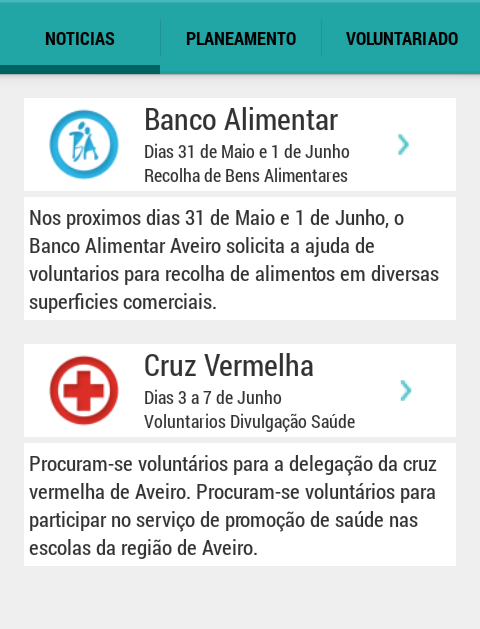 NOTICIAS PLANEAMENTO VOLUNTARIADO
Banco Alimentar
BA
Dias 31 de Maio e 1 de Junho
Recolha de Bens Alimentares
Nos proximos dias 31 de Maio e 1 de Junho, o
Banco Alimentar Aveiro solicita a ajuda de
voluntarios para recolha de alimentos em diversas
superficies comerciais.
Cruz Vermelha
Dias 3 a 7 de Junho
Voluntarios Divulgação Saúde
Procuram-se voluntários para a delegação da cruz
vermelha de Aveiro. Procuram-se voluntários para
participar no serviço de promoção de saúde nas
escolas da região de Aveiro.